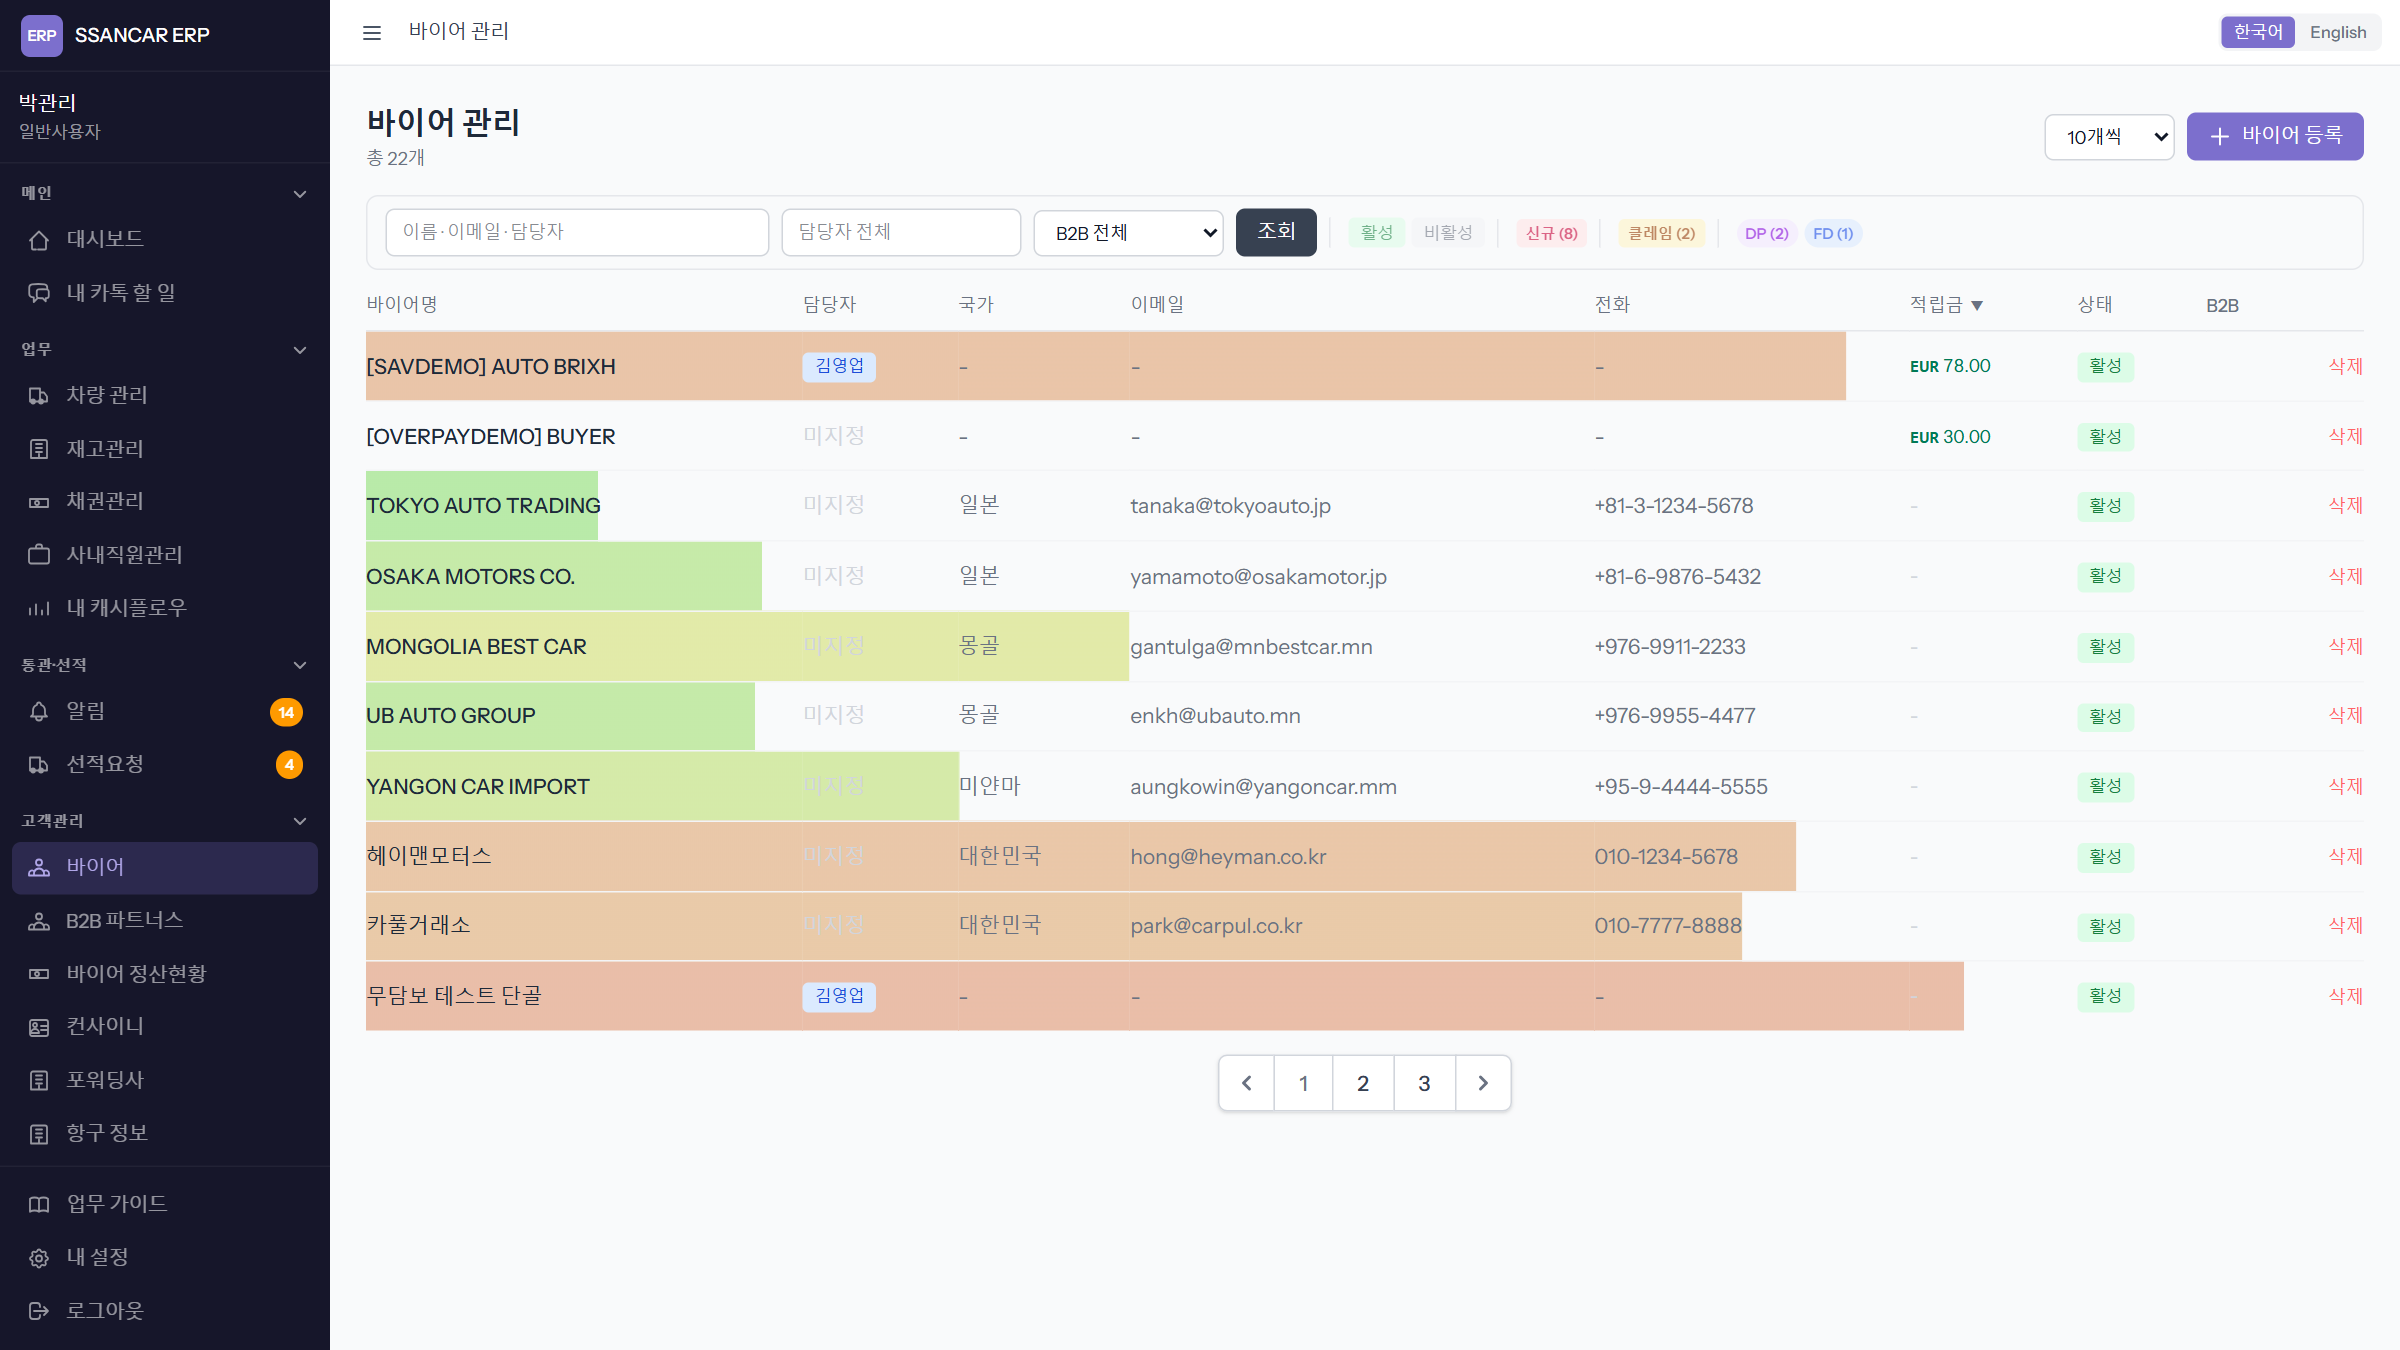 ERP SSANCAR ERP
박관리
일반사용자
메인
대시보드
내 카톡 할 일
업무
차량 관리
재고관리
채권관리
사내직원관리
내 캐시플로우
통관·선적
알림 14
선적요청 4
고객관리
바이어
B2B 파트너스
바이어 정산현황
컨사이니
포워딩사
항구 정보
업무 가이드
내 설정
로그아웃
바이어 관리
한국어 English
바이어 관리
총 22개
10개씩
바이어 등록
이름·이메일·담당자 담당자 전체 B2B 전체 조회 활성 비활성 신규 (8) 클레임 (2) DP (2) FD (1)
바이어명 담당자 국가 이메일 전화 적립금 ▼ 상태 B2B
[SAVDEMO] AUTO BRIXH 김영업 - - - EUR 78.00 활성 삭제
[OVERPAYDEMO] BUYER 미지정 - - - EUR 30.00 활성 삭제
TOKYO AUTO TRADING 미지정 일본 tanaka@tokyoauto.jp +81-3-1234-5678 - 활성 삭제
OSAKA MOTORS CO. 미지정 일본 yamamoto@osakamotor.jp +81-6-9876-5432 - 활성 삭제
MONGOLIA BEST CAR 미지정 몽골 gantulga@mnbestcar.mn +976-9911-2233 - 활성 삭제
UB AUTO GROUP 미지정 몽골 enkh@ubauto.mn +976-9955-4477 - 활성 삭제
YANGON CAR IMPORT 미지정 미얀마 aungkowin@yangoncar.mm +95-9-4444-5555 - 활성 삭제
헤이맨모터스 미지정 대한민국 hong@heyman.co.kr 010-1234-5678 - 활성 삭제
카풀거래소 미지정 대한민국 park@carpul.co.kr 010-7777-8888 - 활성 삭제
무담보 테스트 단골 김영업 - - - - 활성 삭제
1 2 3